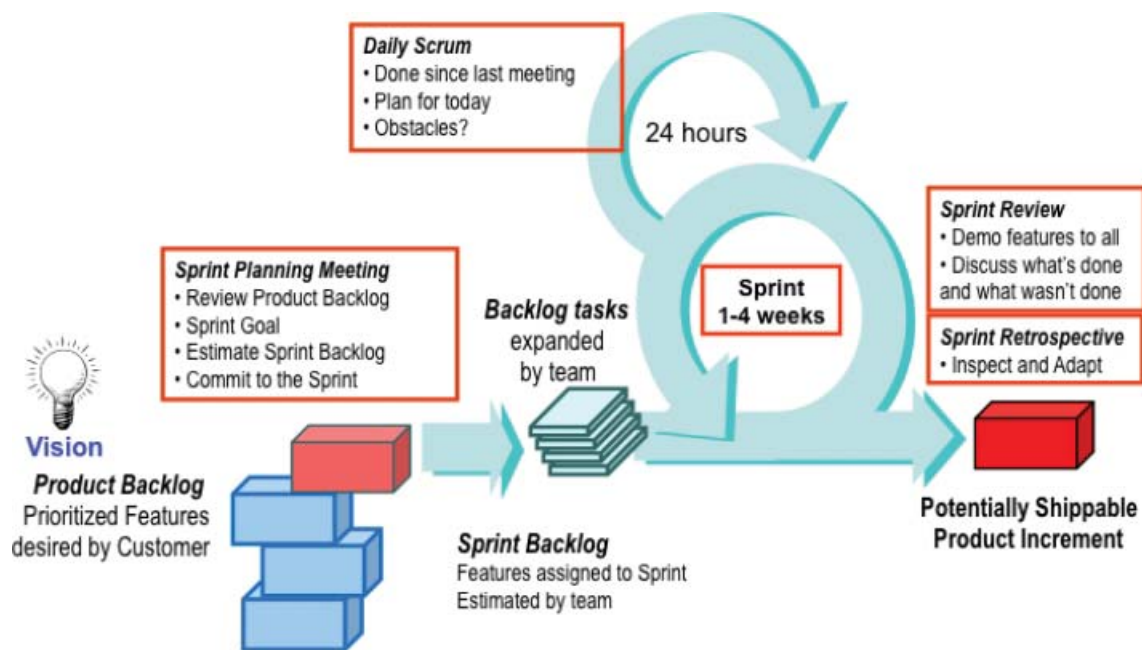 Daily Scrum
• Done since last meeting
• Plan for today
• Obstacles?
24 hours
Sprint Planning Meeting
• Review Product Backlog
• Sprint Goal
• Estimate Sprint Backlog
• Commit to the Sprint
Vision
Product Backlog
Prioritized Features
desired by Customer
Backlog tasks
expanded
by team
Sprint Backlog
Features assigned to Sprint
Estimated by team
Sprint
1-4 weeks
Sprint Review
• Demo features to all
• Discuss what's done
and what wasn't done
Sprint Retrospective
• Inspect and Adapt
Potentially Shippable
Product Increment